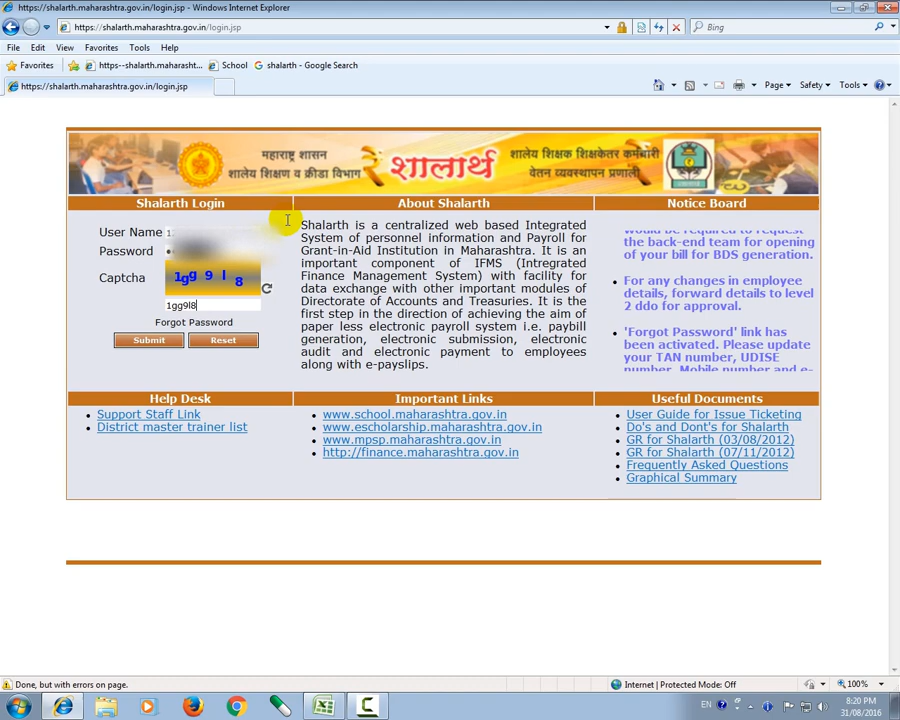 https://shalarth.maharashtra.gov.in/login.jsp - Windows Internet Explorer
https://shalarth.maharashtra.gov.in/login.jsp
Bing
File Edit View Favorites Tools Help
Favorites https--shalarth.maharasht... School shalarth - Google Search
https://shalarth.maharashtra.gov.in/login.jsp
Page Safety Tools
महाराष्ट्र शासन
शालेय शिक्षण व क्रीडा विभाग
शालार्थ
शालेय शिक्षक शिक्षकेतर कर्मचारी
वेतन व्यवस्थापन प्रणाली
Shalarth Login
User Name
Password
Captcha
1gg9l8
1gg9l8
Forgot Password
Submit Reset
About Shalarth
Shalarth is a centralized web based Integrated
System of personnel information and Payroll for
Grant-in-Aid Institution in Maharashtra. It is an
important component of IFMS (Integrated
Finance Management System) with facility for
data exchange with other important modules of
Directorate of Accounts and Treasuries. It is the
first step in the direction of achieving the aim of
paper less electronic payroll system i.e. paybill
generation, electronic submission, electronic
audit and electronic payment to employees
along with e-payslips.
Notice Board
would be required to request
the back-end team for opening
of your bill for BDS generation.
For any changes in employee
details, forward details to level
2 ddo for approval.
'Forgot Password' link has
been activated. Please update
your TAN number, UDISE
number, Mobile number and e-
Help Desk
Support Staff Link
District master trainer list
Important Links
www.school.maharashtra.gov.in
www.escholarship.maharashtra.gov.in
www.mpsp.maharashtra.gov.in
http://finance.maharashtra.gov.in
Useful Documents
User Guide for Issue Ticketing
Do's and Dont's for Shalarth
GR for Shalarth (03/08/2012)
GR for Shalarth (07/11/2012)
Frequently Asked Questions
Graphical Summary
Done, but with errors on page.
Internet | Protected Mode: Off
100%
EN
8:20 PM
31/08/2016